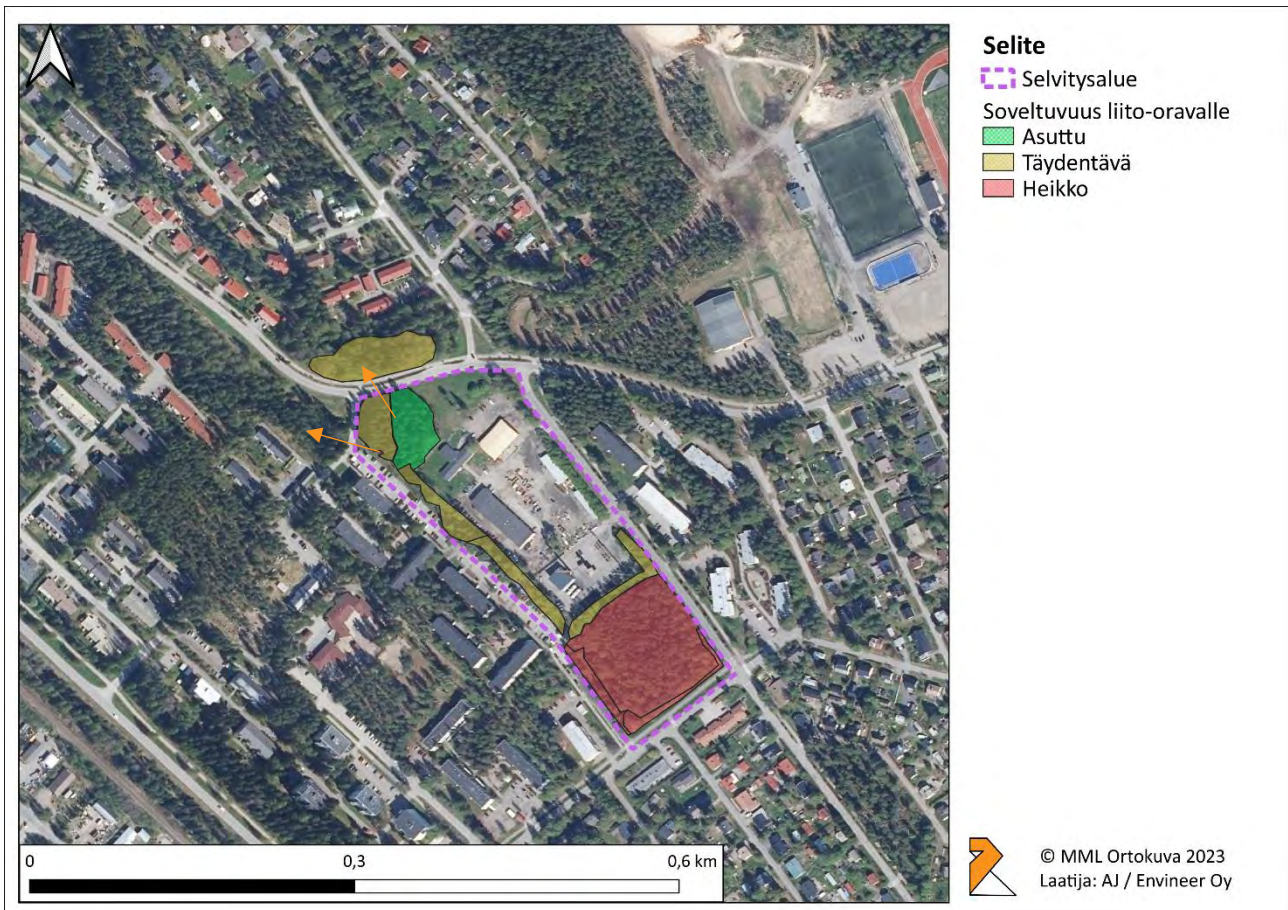 Selite
Selvitysalue
Soveltuvuus liito-oravalle
Asuttu
Täydentävä
Heikko
0 0,3 0,6 km
© MML Ortokuva 2023
Laatija: AJ / Envineer Oy